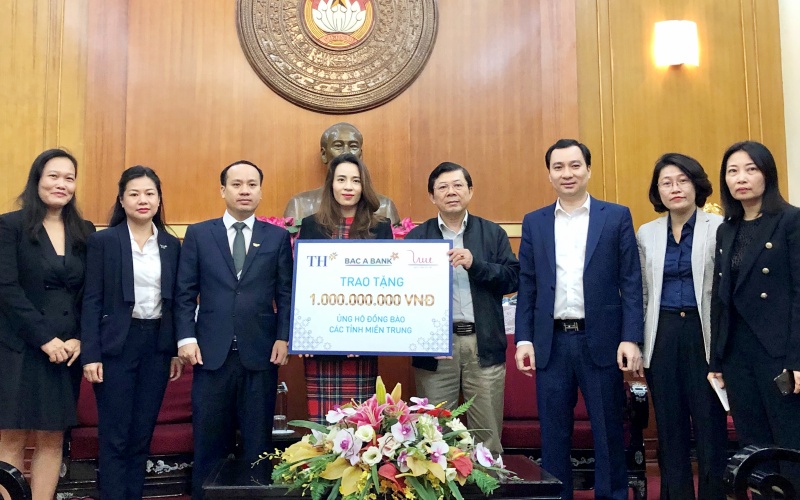 TH BAC A BANK
TRAO TẶNG
1.000.000.000 VNĐ
ỦNG HỘ ĐỒNG BÀO
CÁC TỈNH MIỀN TRUNG